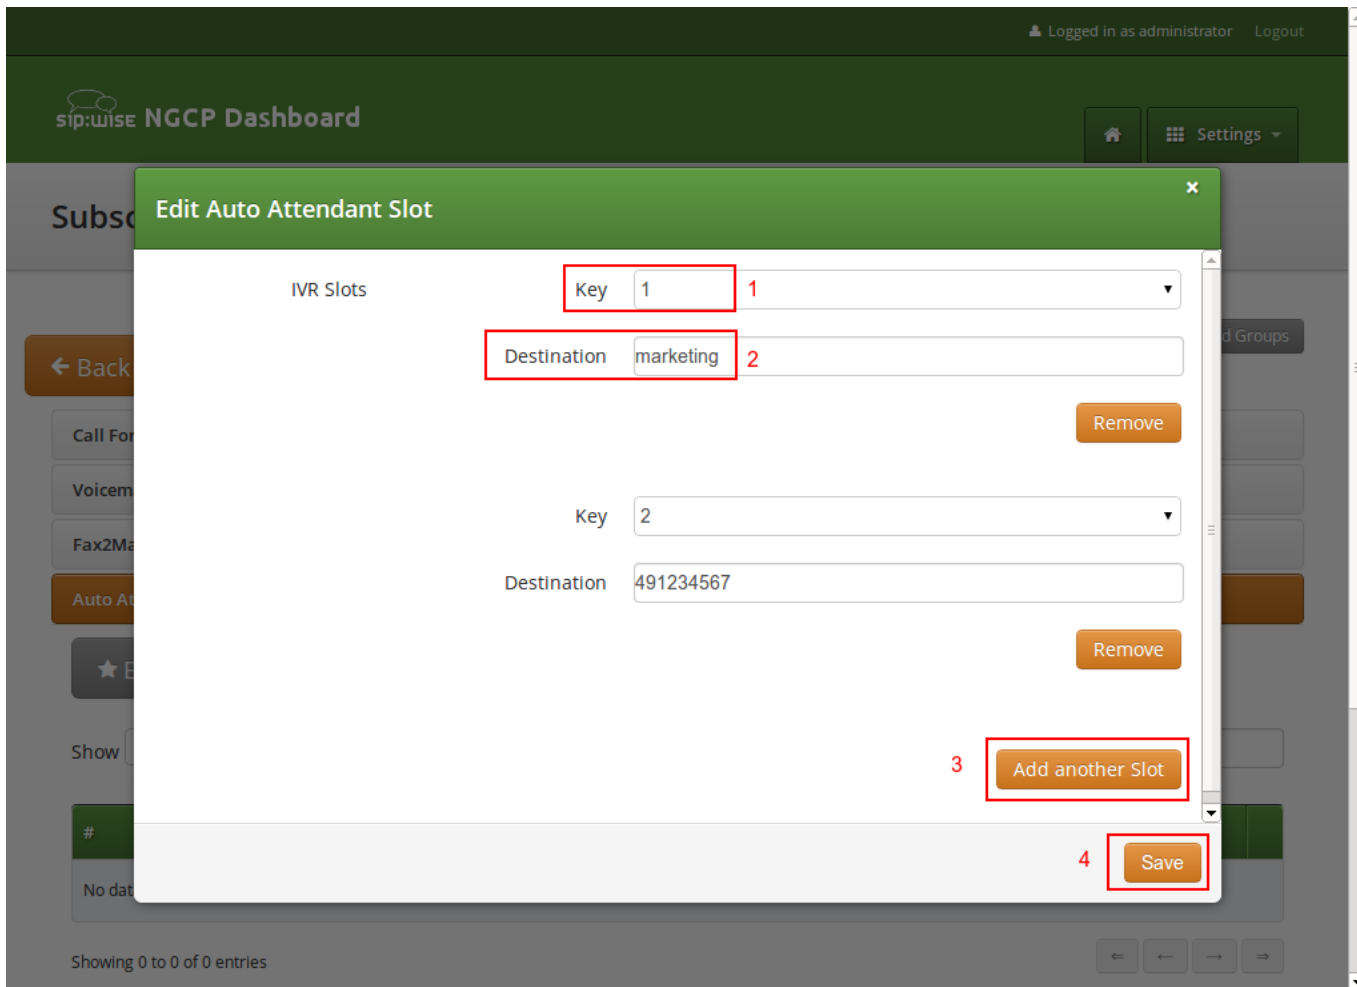 Logged in as administrator Logout
sip:wise NGCP Dashboard
Settings
Subsc
Edit Auto Attendant Slot
×
IVR Slots Key 1 1
Destination marketing 2
d Groups
Back
Remove
Call For
Voicem
Key 2
Fax2Ma
Destination 491234567
Auto At
Remove
E
Show
3 Add another Slot
#
4 Save
No dat
Showing 0 to 0 of 0 entries
⇐ ← → ⇒